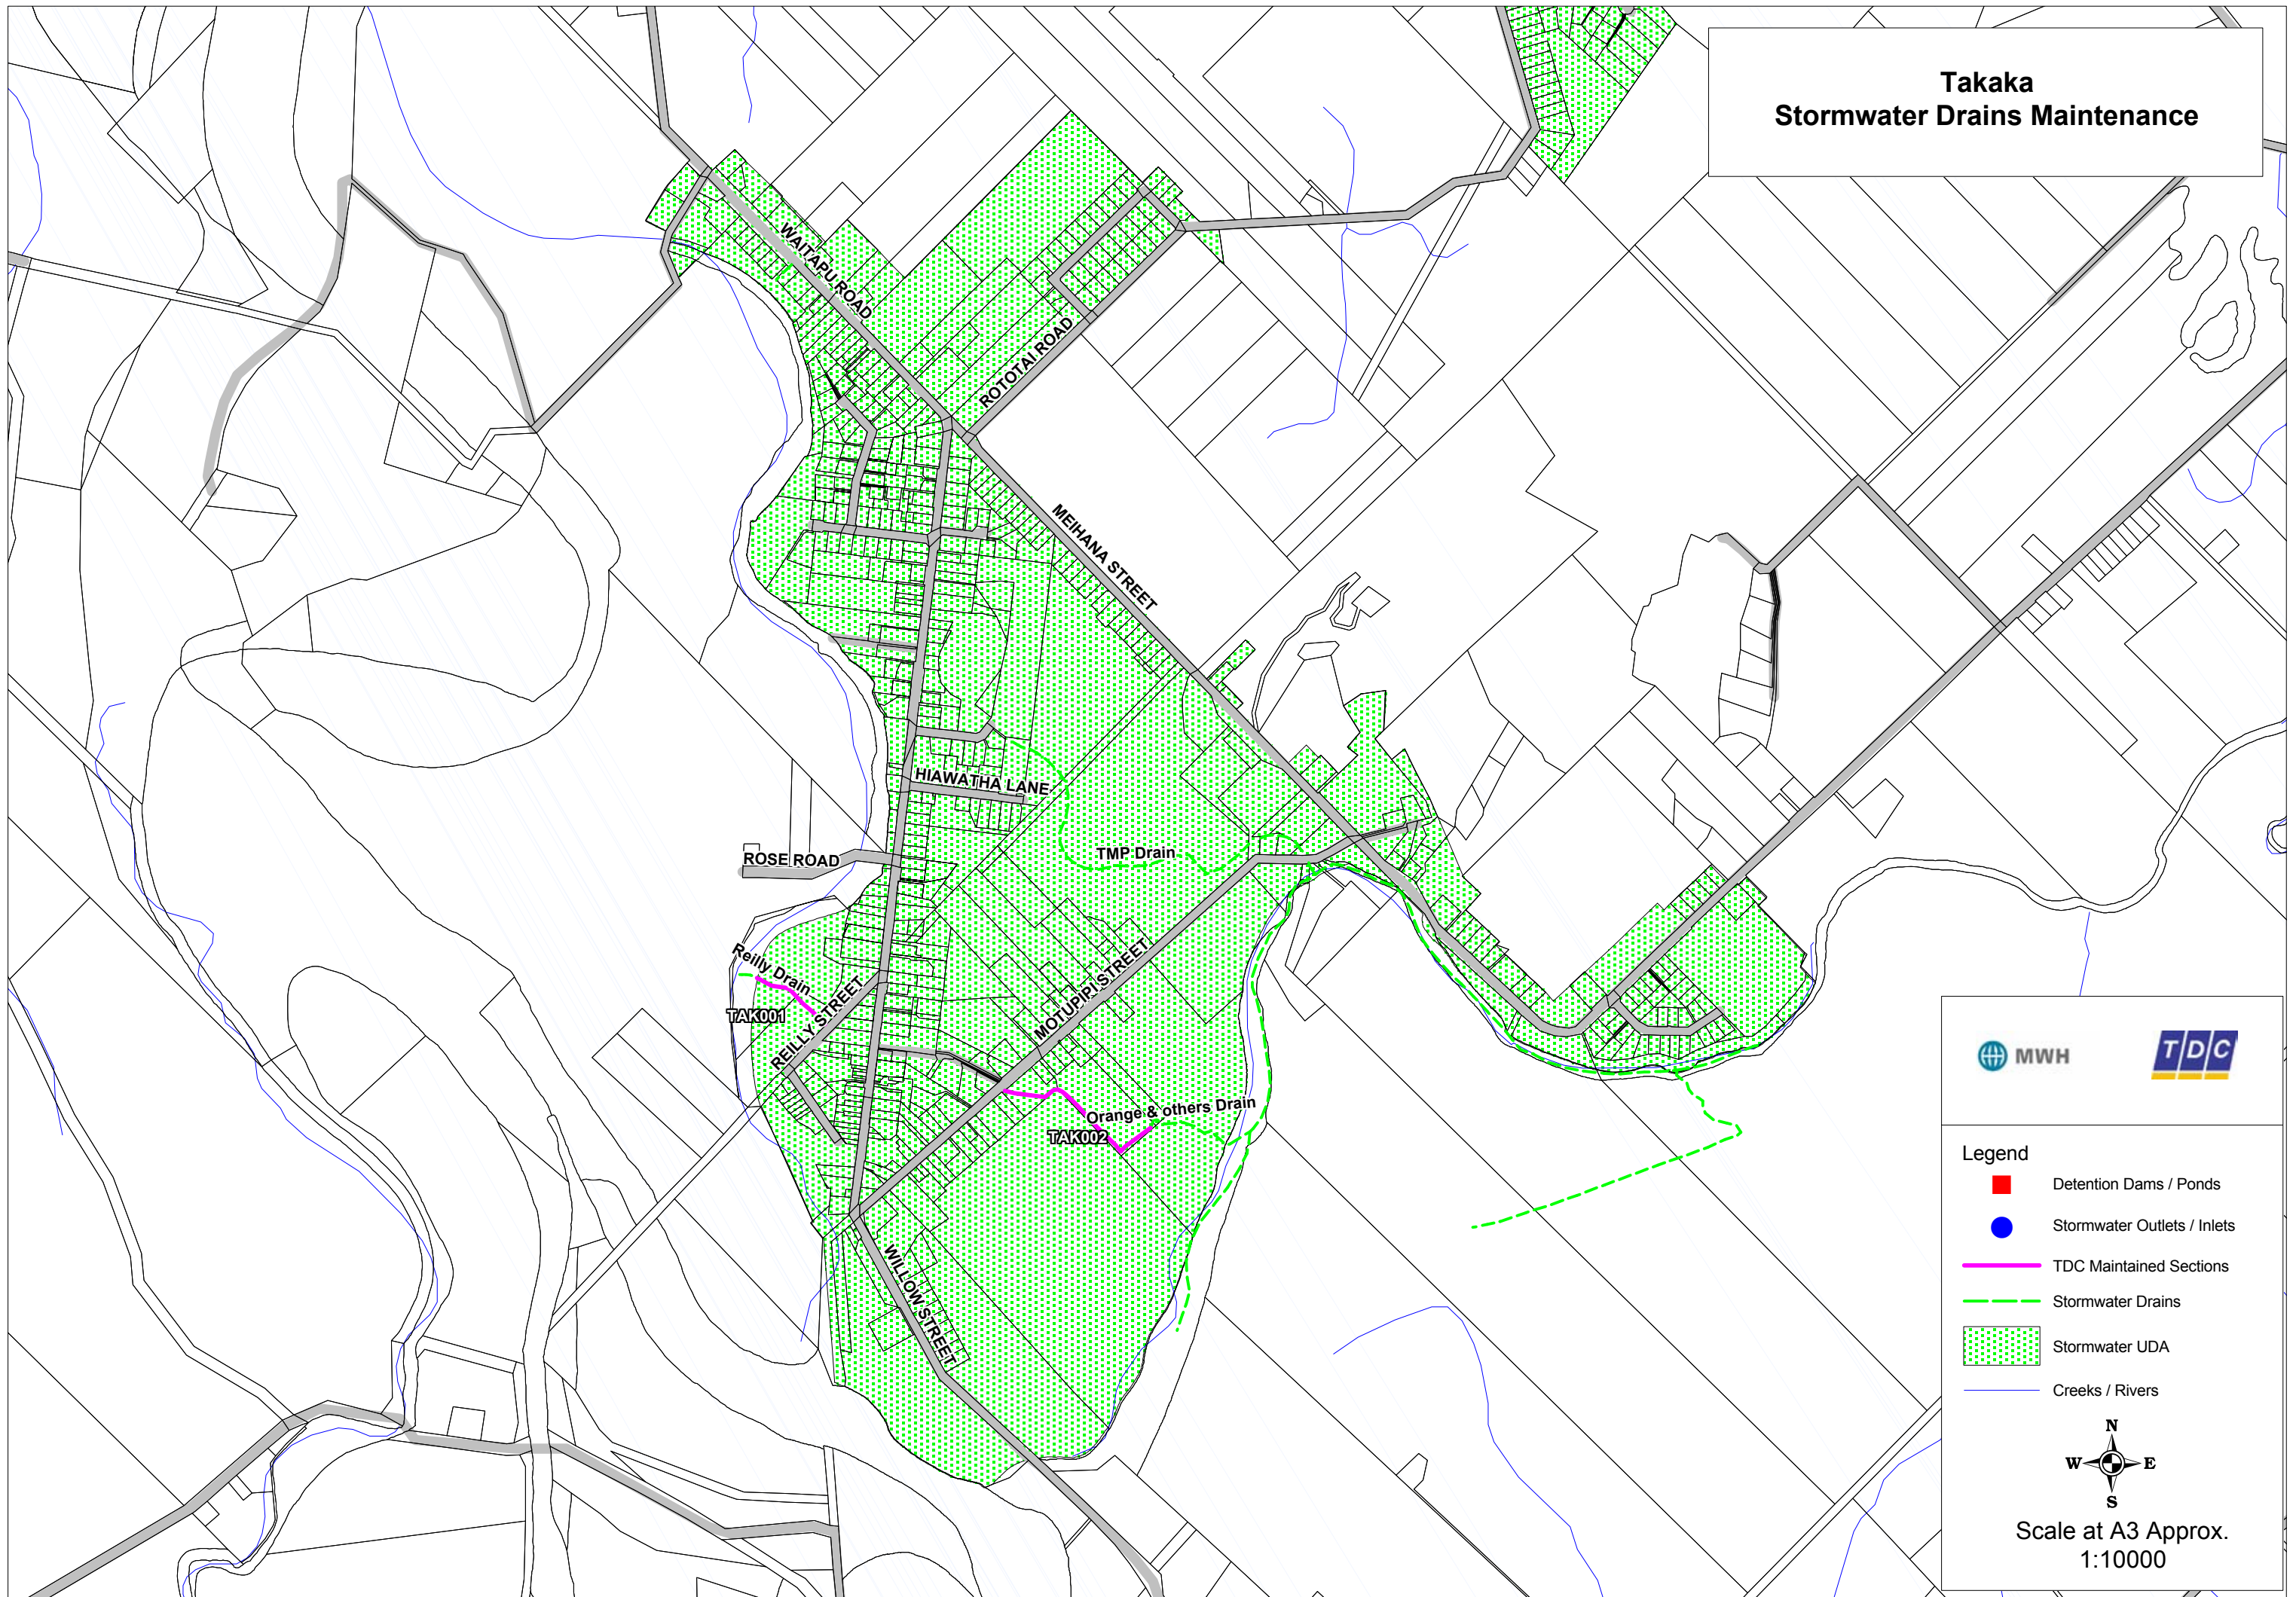 Takaka
Stormwater Drains Maintenance
WAITAPU ROAD
ROTOTAI ROAD
MEIHANA STREET
HIAWATHA LANE
ROSE ROAD
TMP Drain
Reilly Drain
TAK001
REILLY STREET
MOTUPIPI STREET
Orange & others Drain
TAK002
WILLOW STREET
MWH
TDC
Legend
Detention Dams / Ponds
Stormwater Outlets / Inlets
TDC Maintained Sections
Stormwater Drains
Stormwater UDA
Creeks / Rivers
N
W E
S
Scale at A3 Approx.
1:10000